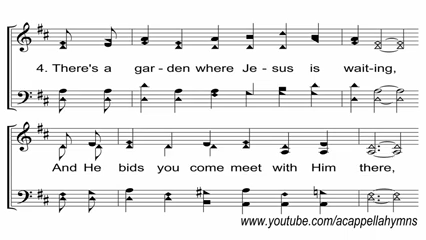 4. There's a gar - den where Je - sus is wait-ing,
And He bids you come meet with Him there,
www.youtube.com/acappellahymns